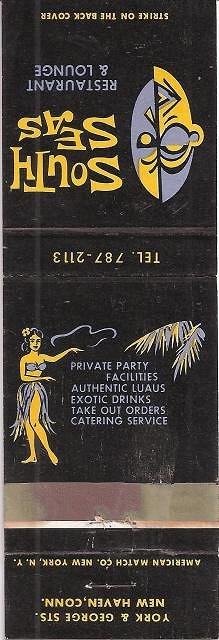 STRIKE ON THE BACK COVER
SOUTH
SEAS
RESTAURANT
& LOUNGE
TEL. 787-2113
PRIVATE PARTY
FACILITIES
AUTHENTIC LUAUS
EXOTIC DRINKS
TAKE OUT ORDERS
CATERING SERVICE
AMERICAN MATCH CO. NEW YORK, N. Y.
YORK & GEORGE STS.
NEW HAVEN, CONN.